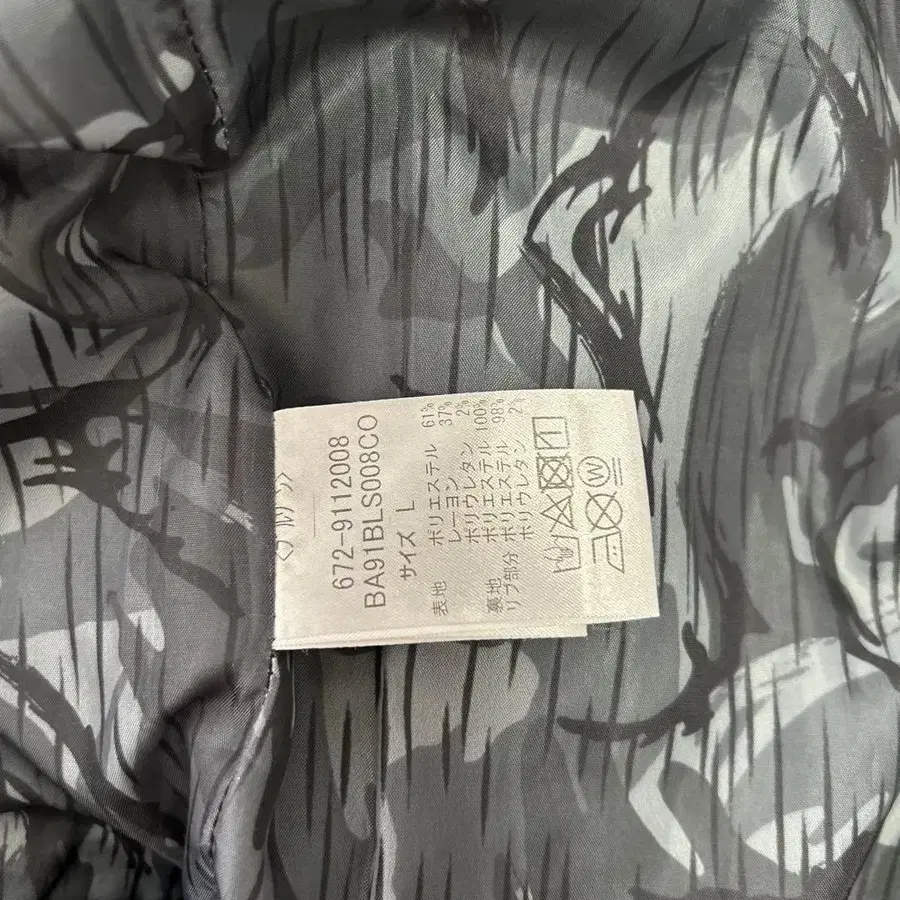 672-9112008
BA91BLS008CO
サイズ L
表地 ポリエステル 61%
レーヨン 37%
ポリウレタン 2%
裏地 ポリエステル 100%
リブ部分 ポリエステル 98%
ポリウレタン 2%